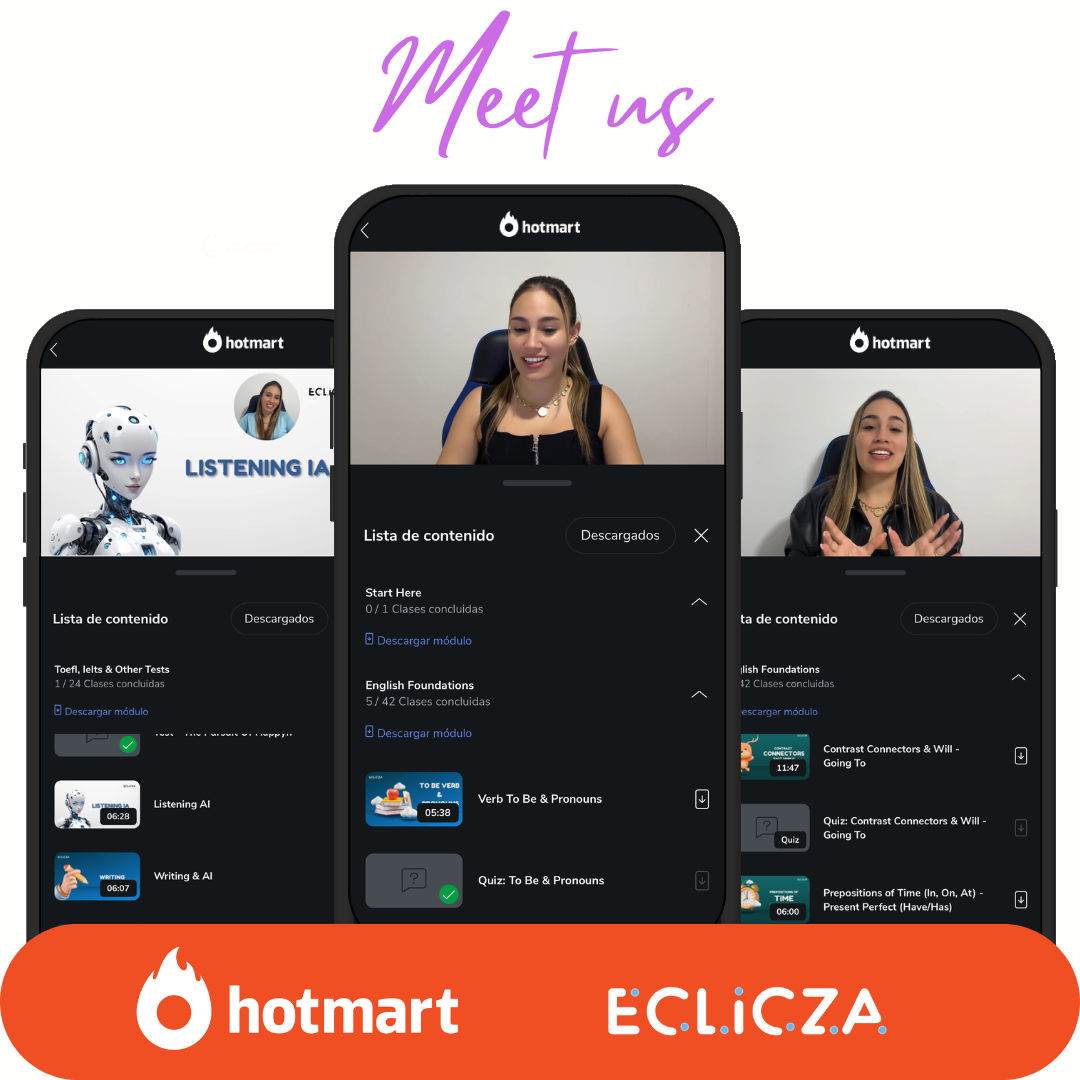 Meet us
hotmart
hotmart
ECLi
LISTENING IA
Lista de contenido
Descargados
Toefl, Ielts & Other Tests
1 / 24 Clases concluidas
Descargar módulo
Test - The Pursuit Of Happyn
LISTENING IA
06:28
Listening AI
WRITING
06:07
Writing & AI
hotmart
Lista de contenido
Descargados
Start Here
0 / 1 Clases concluidas
Descargar módulo
English Foundations
5 / 42 Clases concluidas
Descargar módulo
TO BE VERB
&
PRONOUNS
05:38
Verb To Be & Pronouns
Quiz: To Be & Pronouns
hotmart
ta de contenido
Descargados
glish Foundations
42 Clases concluidas
escargar módulo
CONTRAST
CONNECTORS
11:47
Contrast Connectors & Will -
Going To
Quiz
Quiz: Contrast Connectors & Will -
Going To
PREPOSITIONS OF
TIME
06:00
Prepositions of Time (In, On, At) -
Present Perfect (Have/Has)
hotmart
ECLiCZA